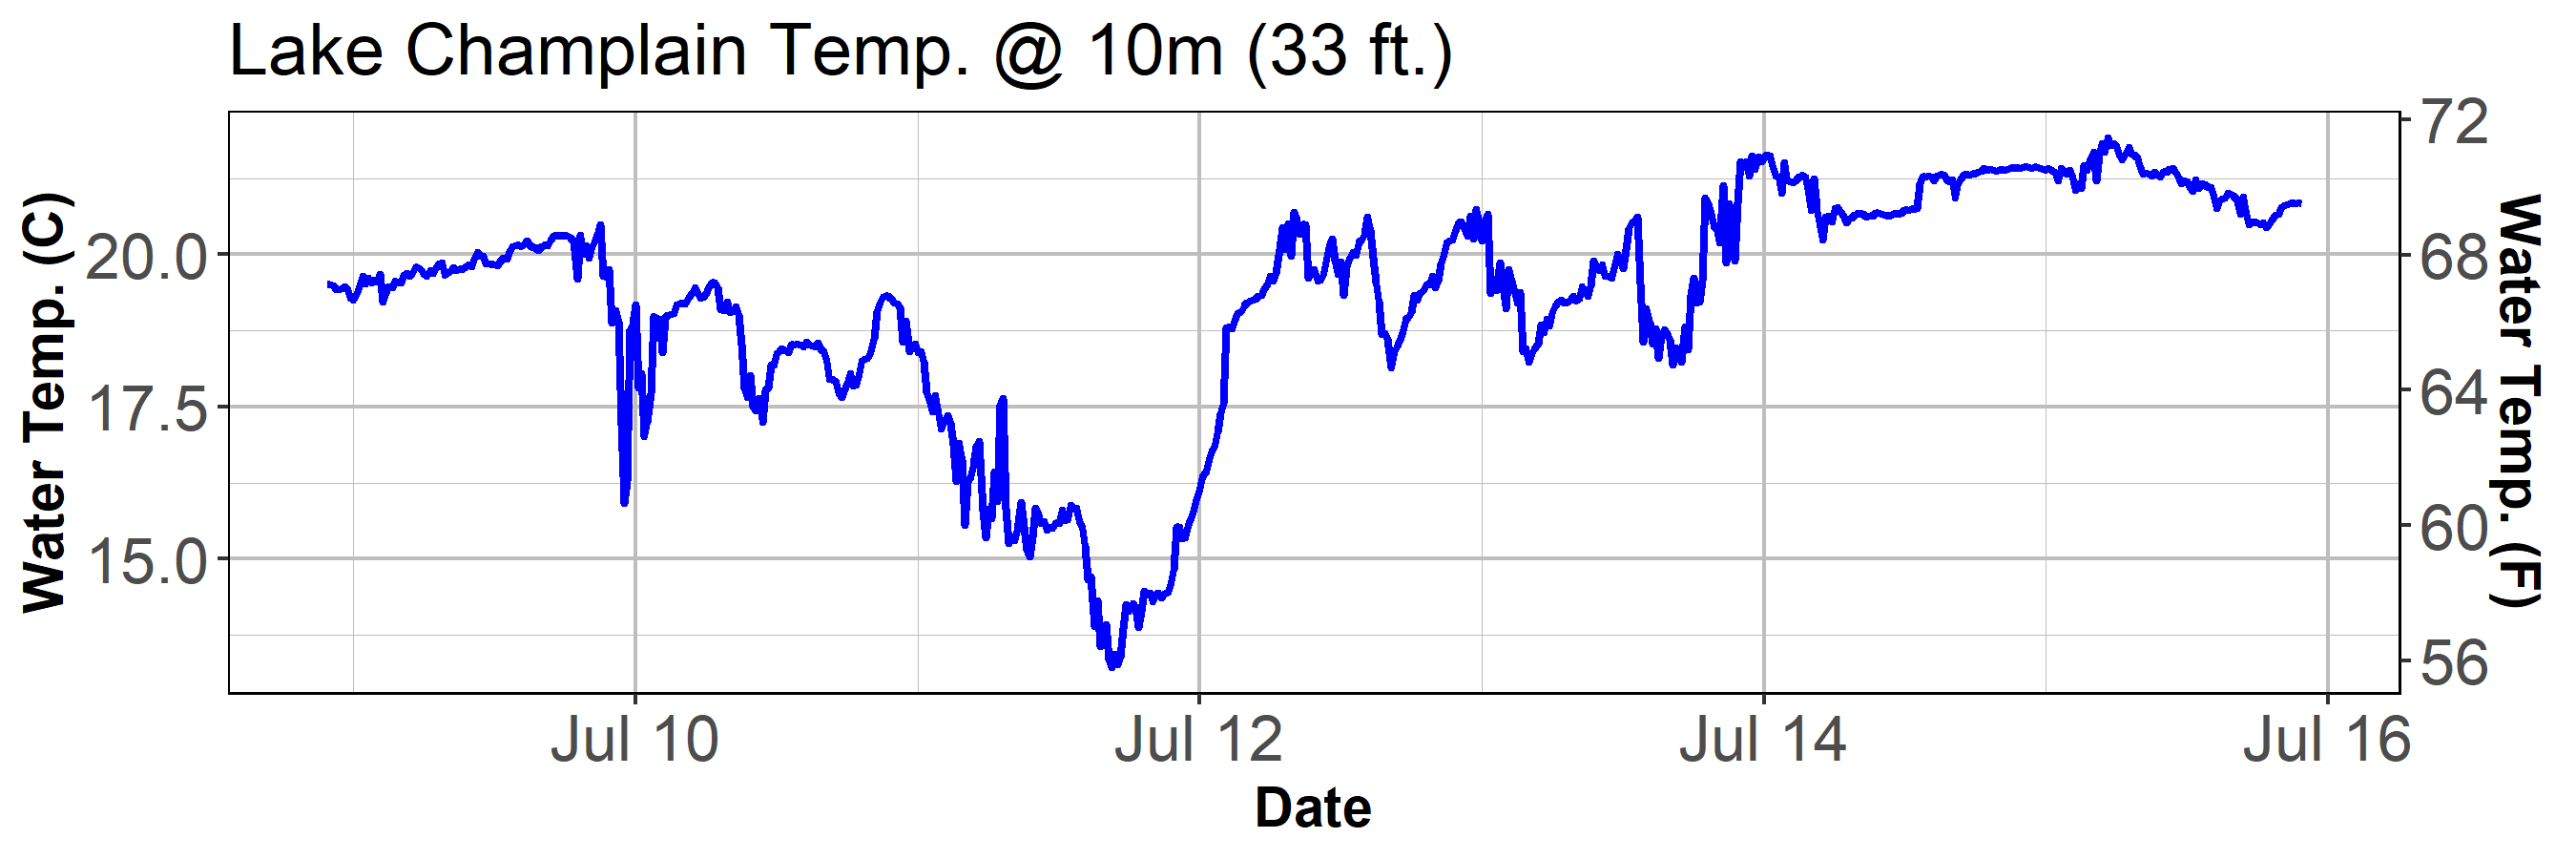 Lake Champlain Temp. @ 10m (33 ft.)
Water Temp. (C)
20.0
17.5
15.0
72
68
64
60
56
Water Temp. (F)
Jul 10
Jul 12
Jul 14
Jul 16
Date